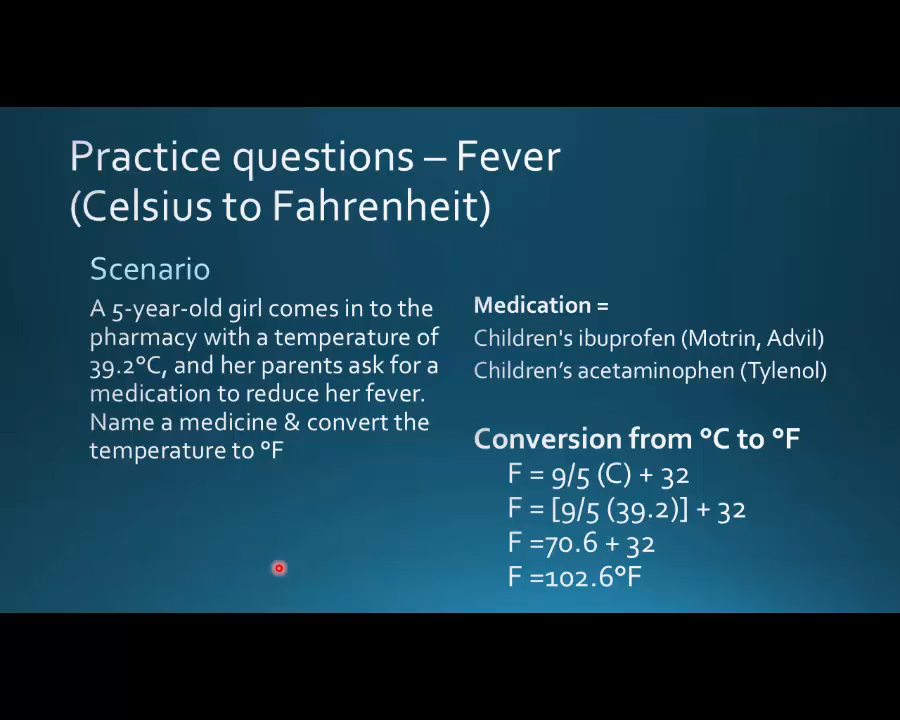 Practice questions – Fever
(Celsius to Fahrenheit)
Scenario
A 5-year-old girl comes in to the
pharmacy with a temperature of
39.2°C, and her parents ask for a
medication to reduce her fever.
Name a medicine & convert the
temperature to °F
Medication =
Children's ibuprofen (Motrin, Advil)
Children’s acetaminophen (Tylenol)
Conversion from °C to °F
F = 9/5 (C) + 32
F = [9/5 (39.2)] + 32
F =70.6 + 32
F =102.6°F